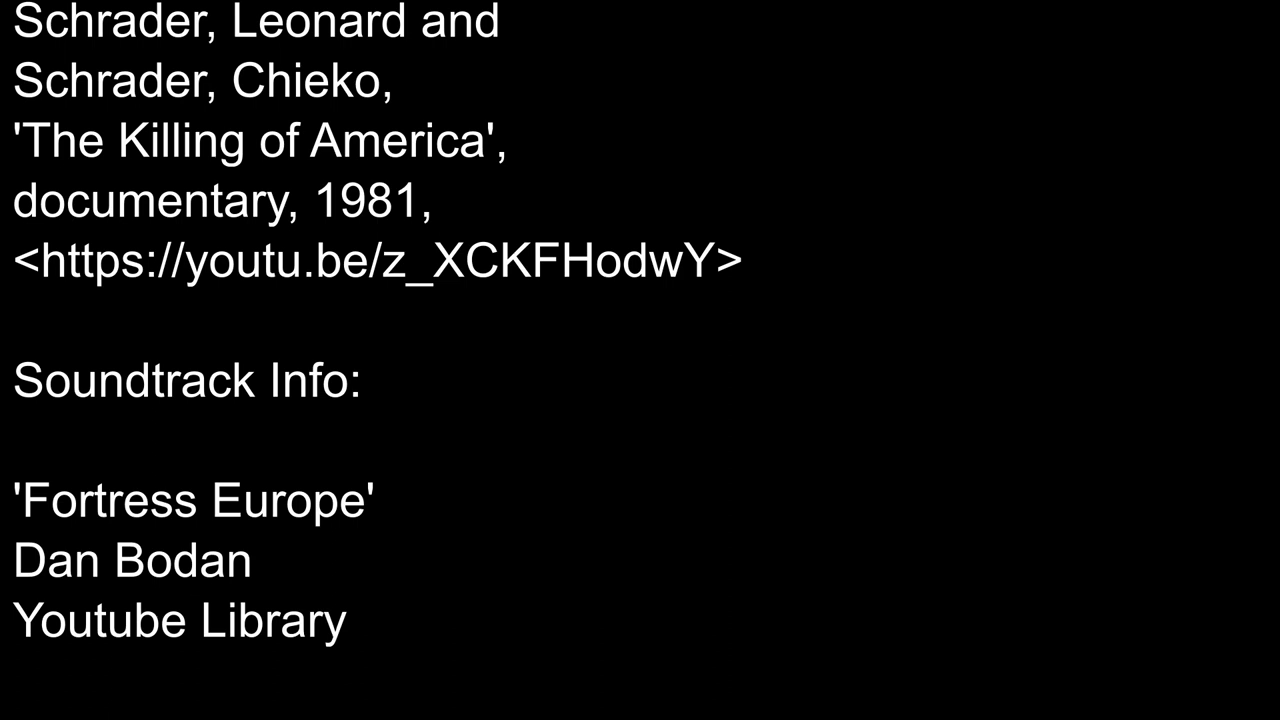 Schrader, Leonard and
Schrader, Chieko,
'The Killing of America',
documentary, 1981,
<https://youtu.be/z_XCKFHodwY>
Soundtrack Info:
'Fortress Europe'
Dan Bodan
Youtube Library